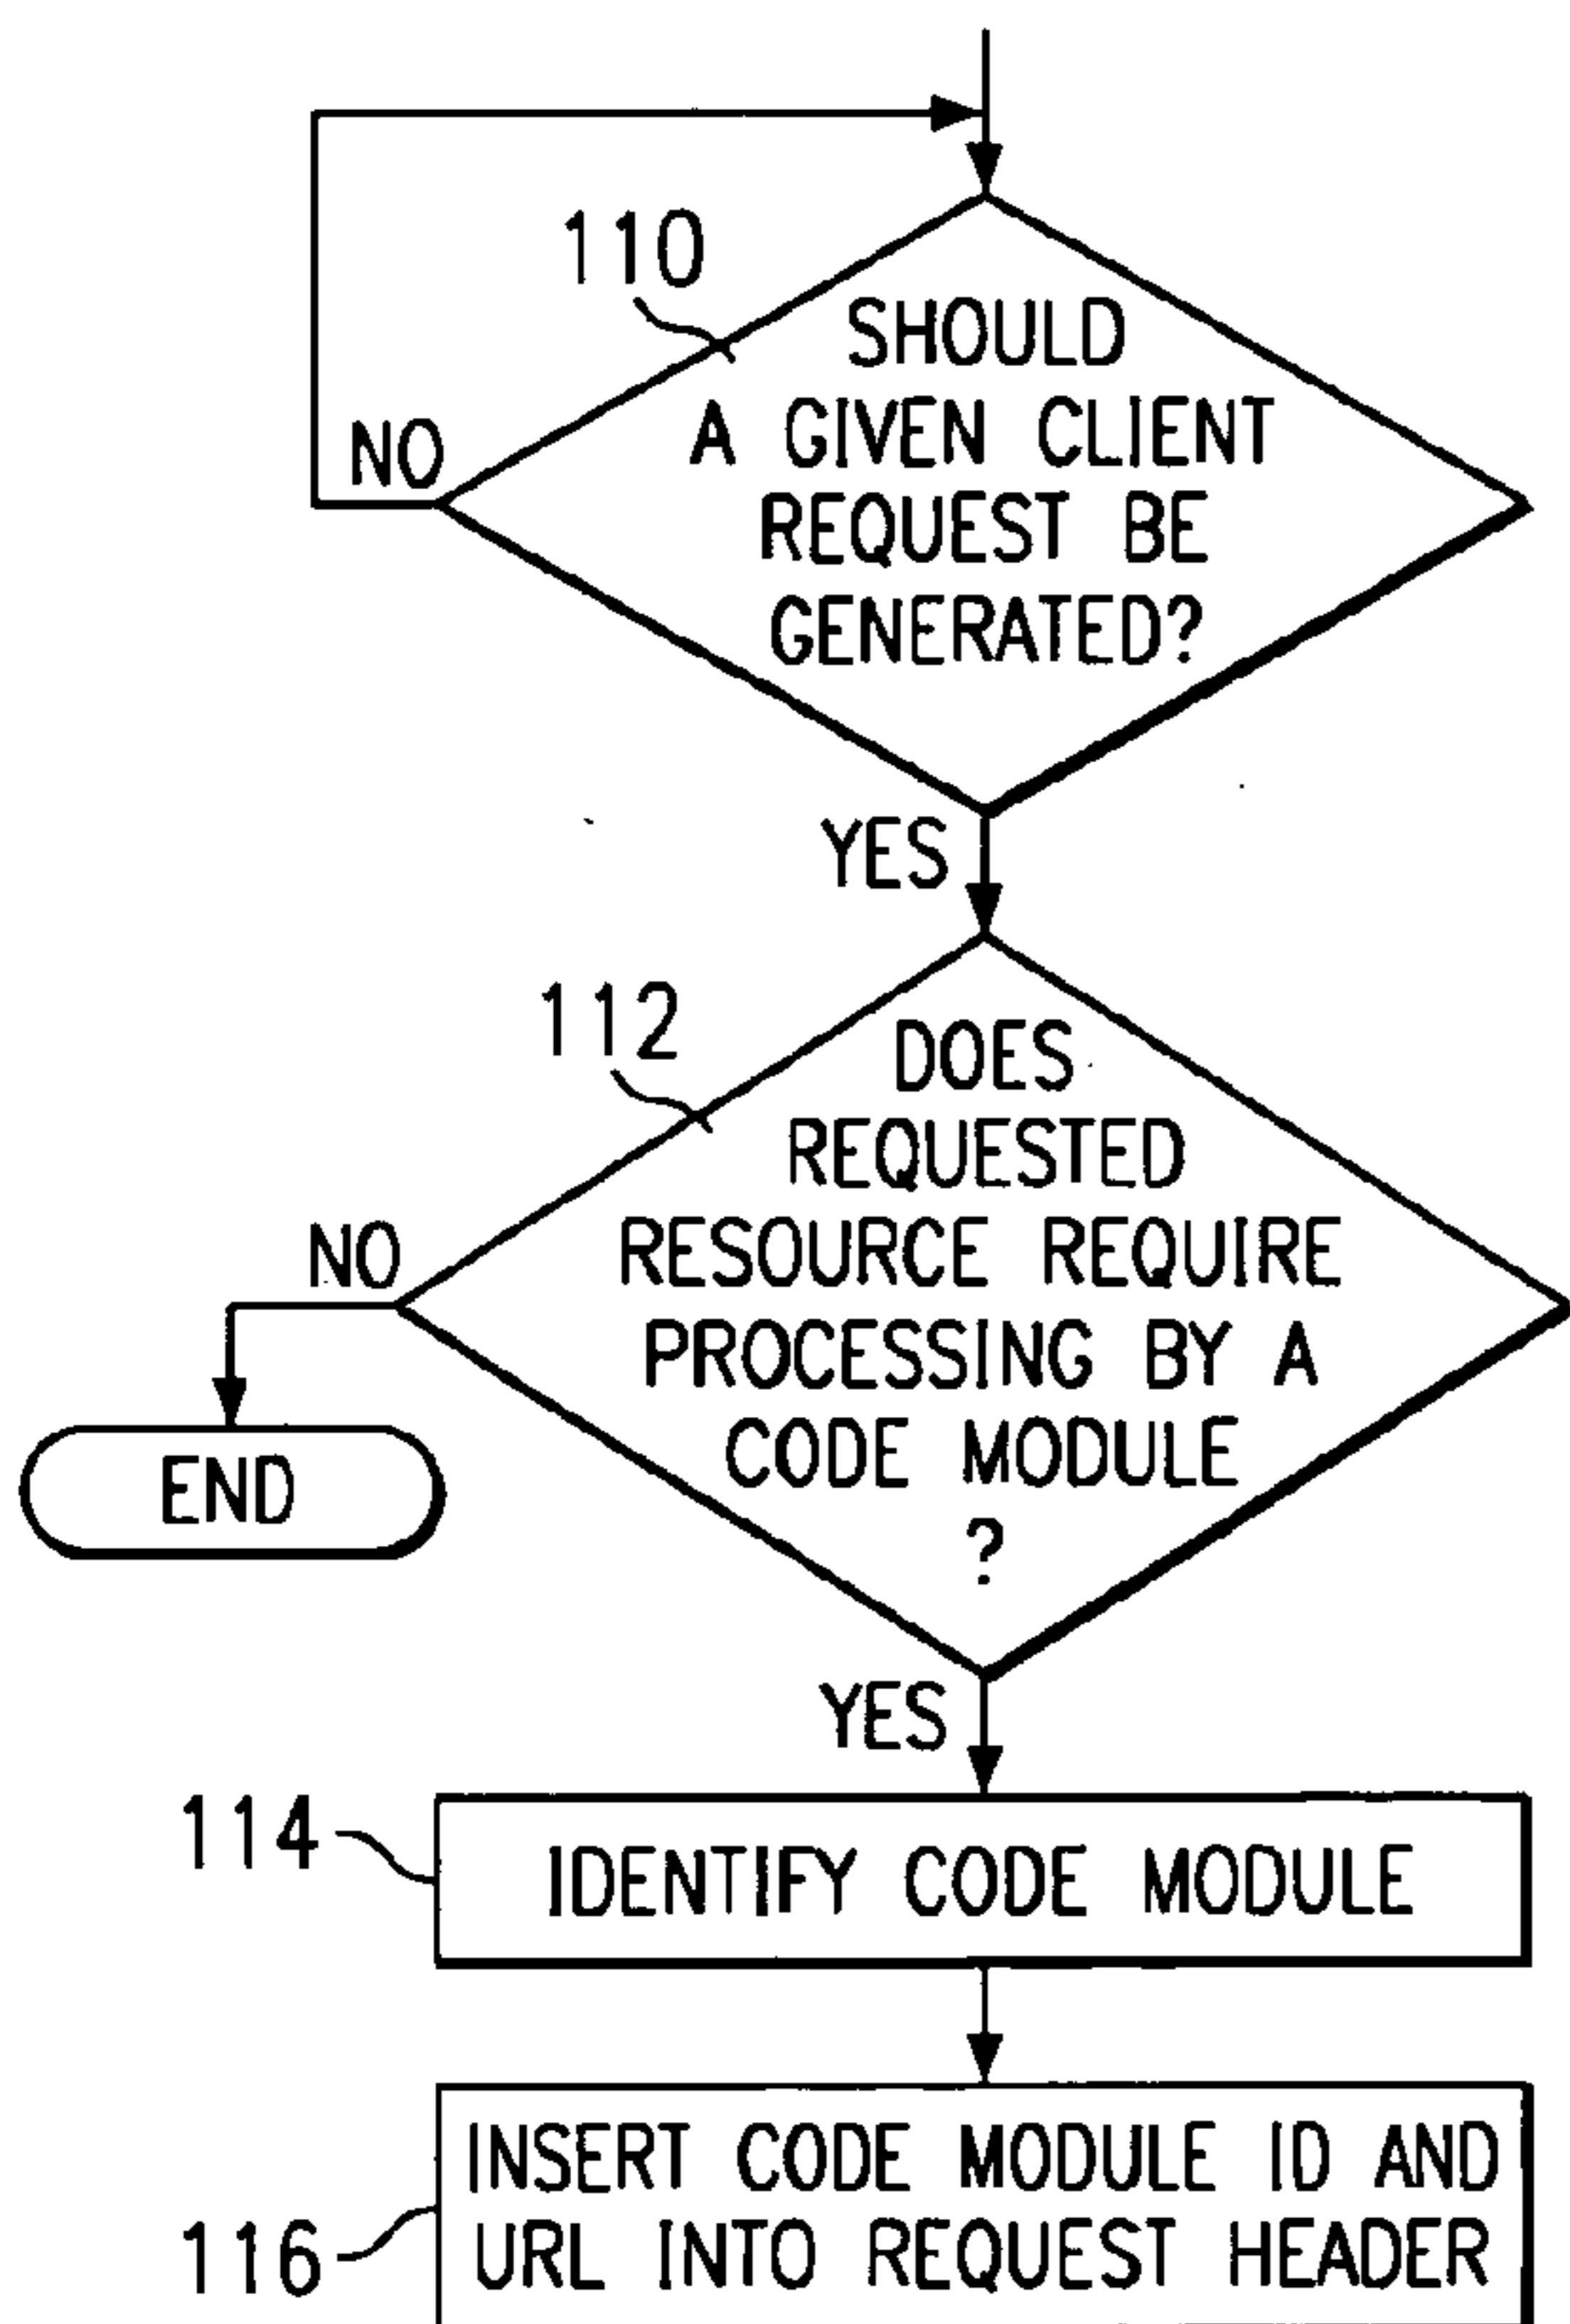 110
SHOULD
A GIVEN CLIENT
REQUEST BE
GENERATED?
NO
YES
112
DOES
REQUESTED
RESOURCE REQUIRE
PROCESSING BY A
CODE MODULE
?
NO
END
YES
114
IDENTIFY CODE MODULE
INSERT CODE MODULE ID AND
URL INTO REQUEST HEADER
116